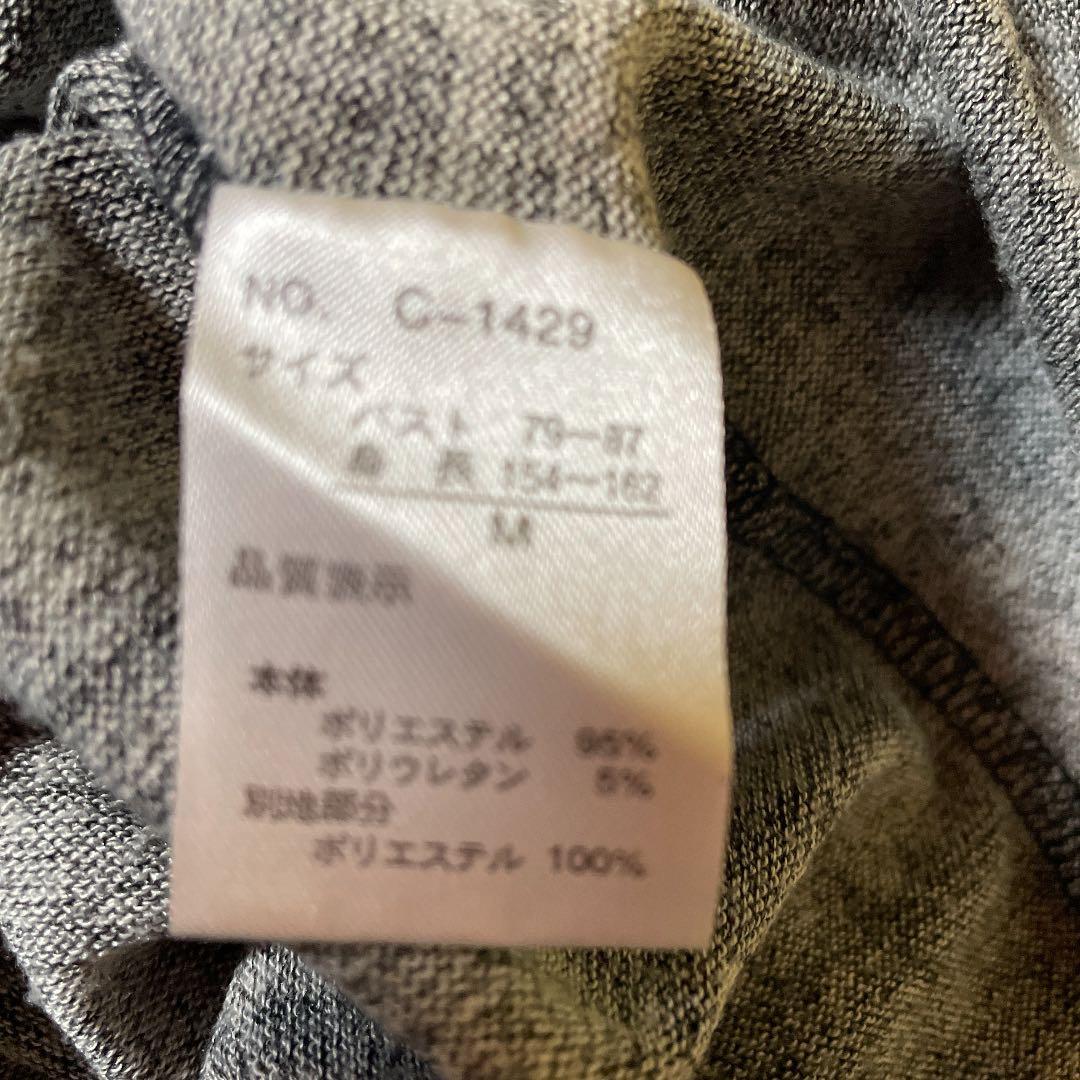 NO. C-1429
サイズ
バスト 79-87
身長 154-162
M
品質表示
本体
ポリエステル 95%
ポリウレタン 5%
別地部分
ポリエステル 100%